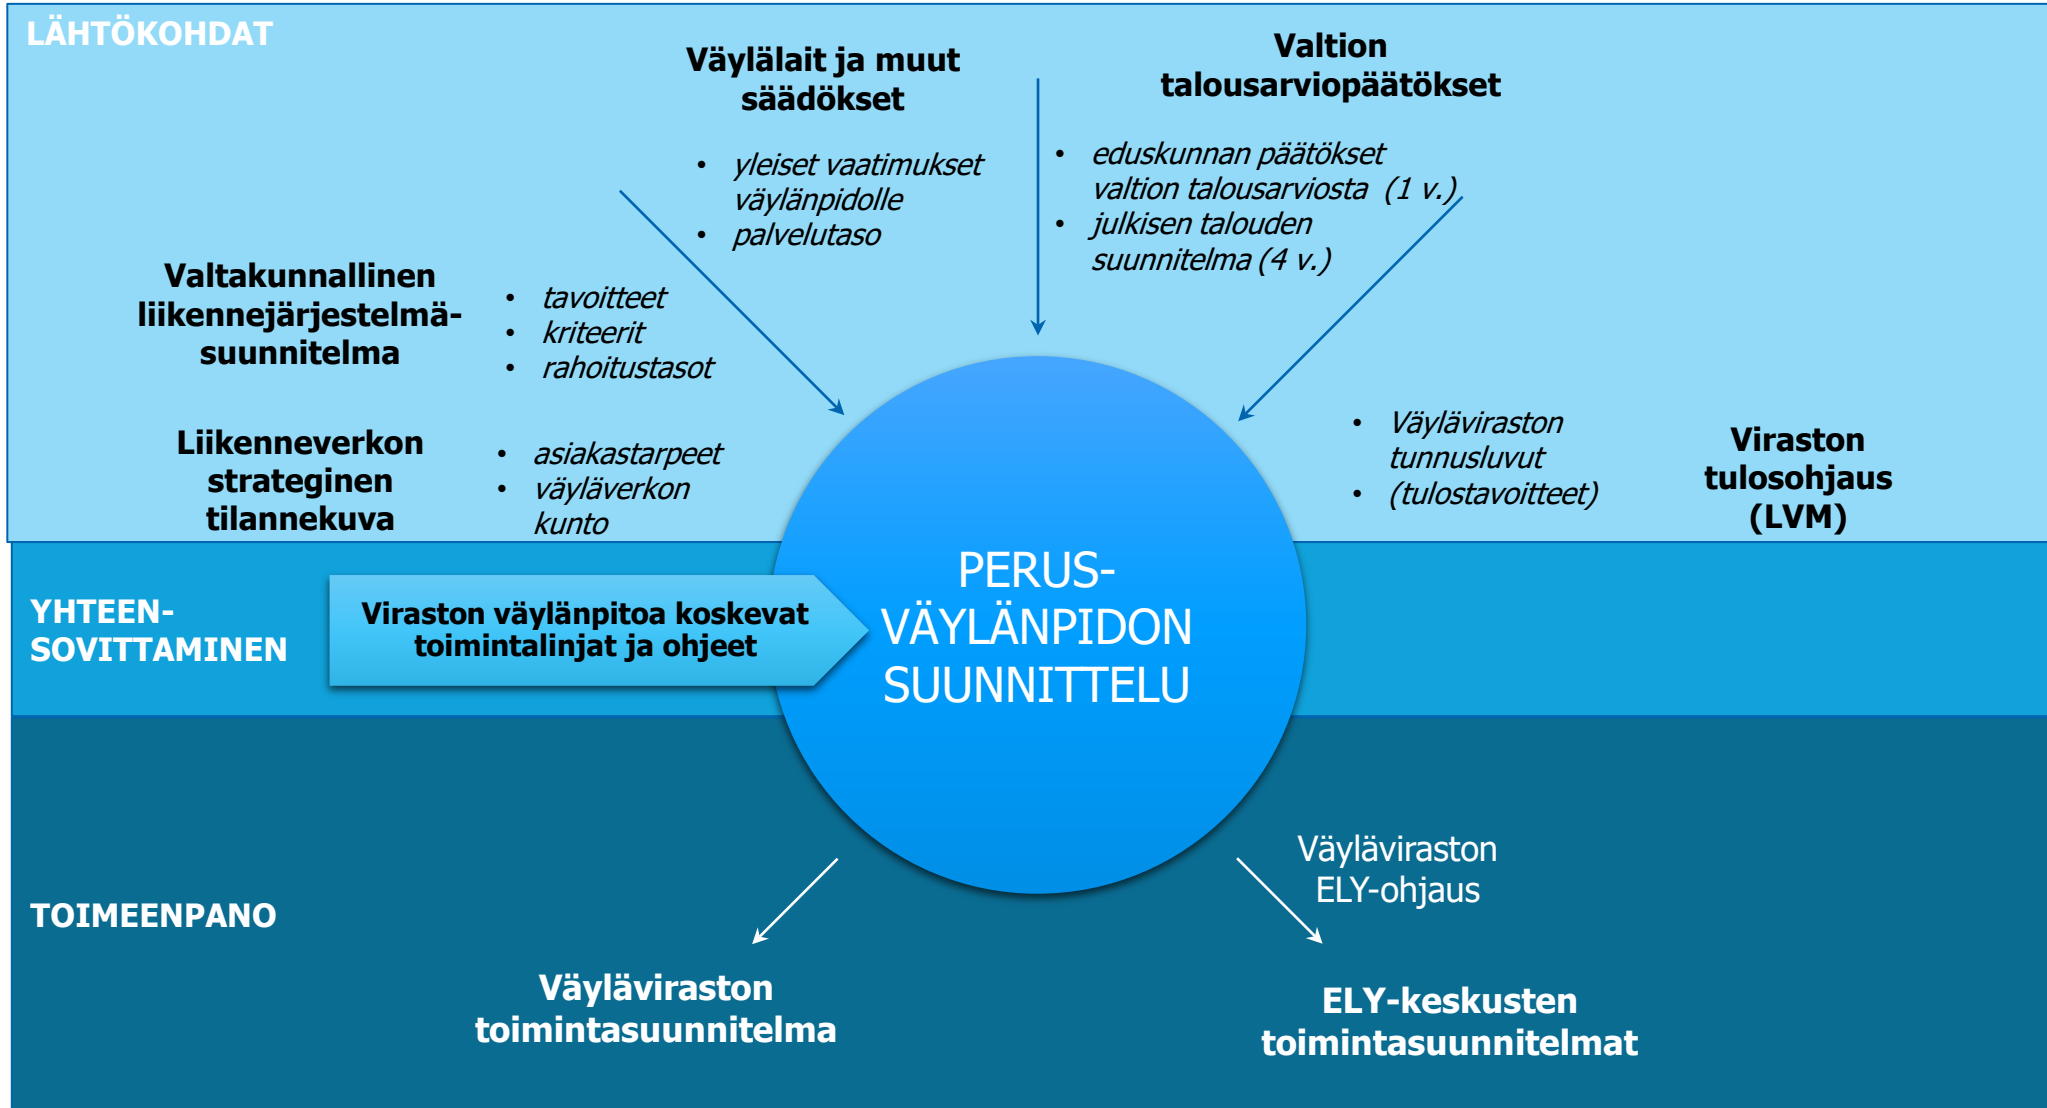 LÄHTÖKOHDAT
Väylälait ja muut
säädökset
• yleiset vaatimukset
väylänpidolle
• palvelutaso
Valtion
talousarviopäätökset
• eduskunnan päätökset
valtion talousarviosta (1 v.)
• julkisen talouden
suunnitelma (4 v.)
Valtakunnallinen
liikennejärjestelmä-
suunnitelma
• tavoitteet
• kriteerit
• rahoitustasot
Liikenneverkon
strateginen
tilannekuva
• asiakastarpeet
• väyläverkon
kunto
• Väyläviraston
tunnusluvut
• (tulostavoitteet)
Viraston
tulosohjaus
(LVM)
YHTEEN-
SOVITTAMINEN
Viraston väylänpitoa koskevat
toimintalinjat ja ohjeet
PERUS-
VÄYLÄNPIDON
SUUNNITTELU
TOIMEENPANO
Väyläviraston
ELY-ohjaus
Väyläviraston
toimintasuunnitelma
ELY-keskusten
toimintasuunnitelmat